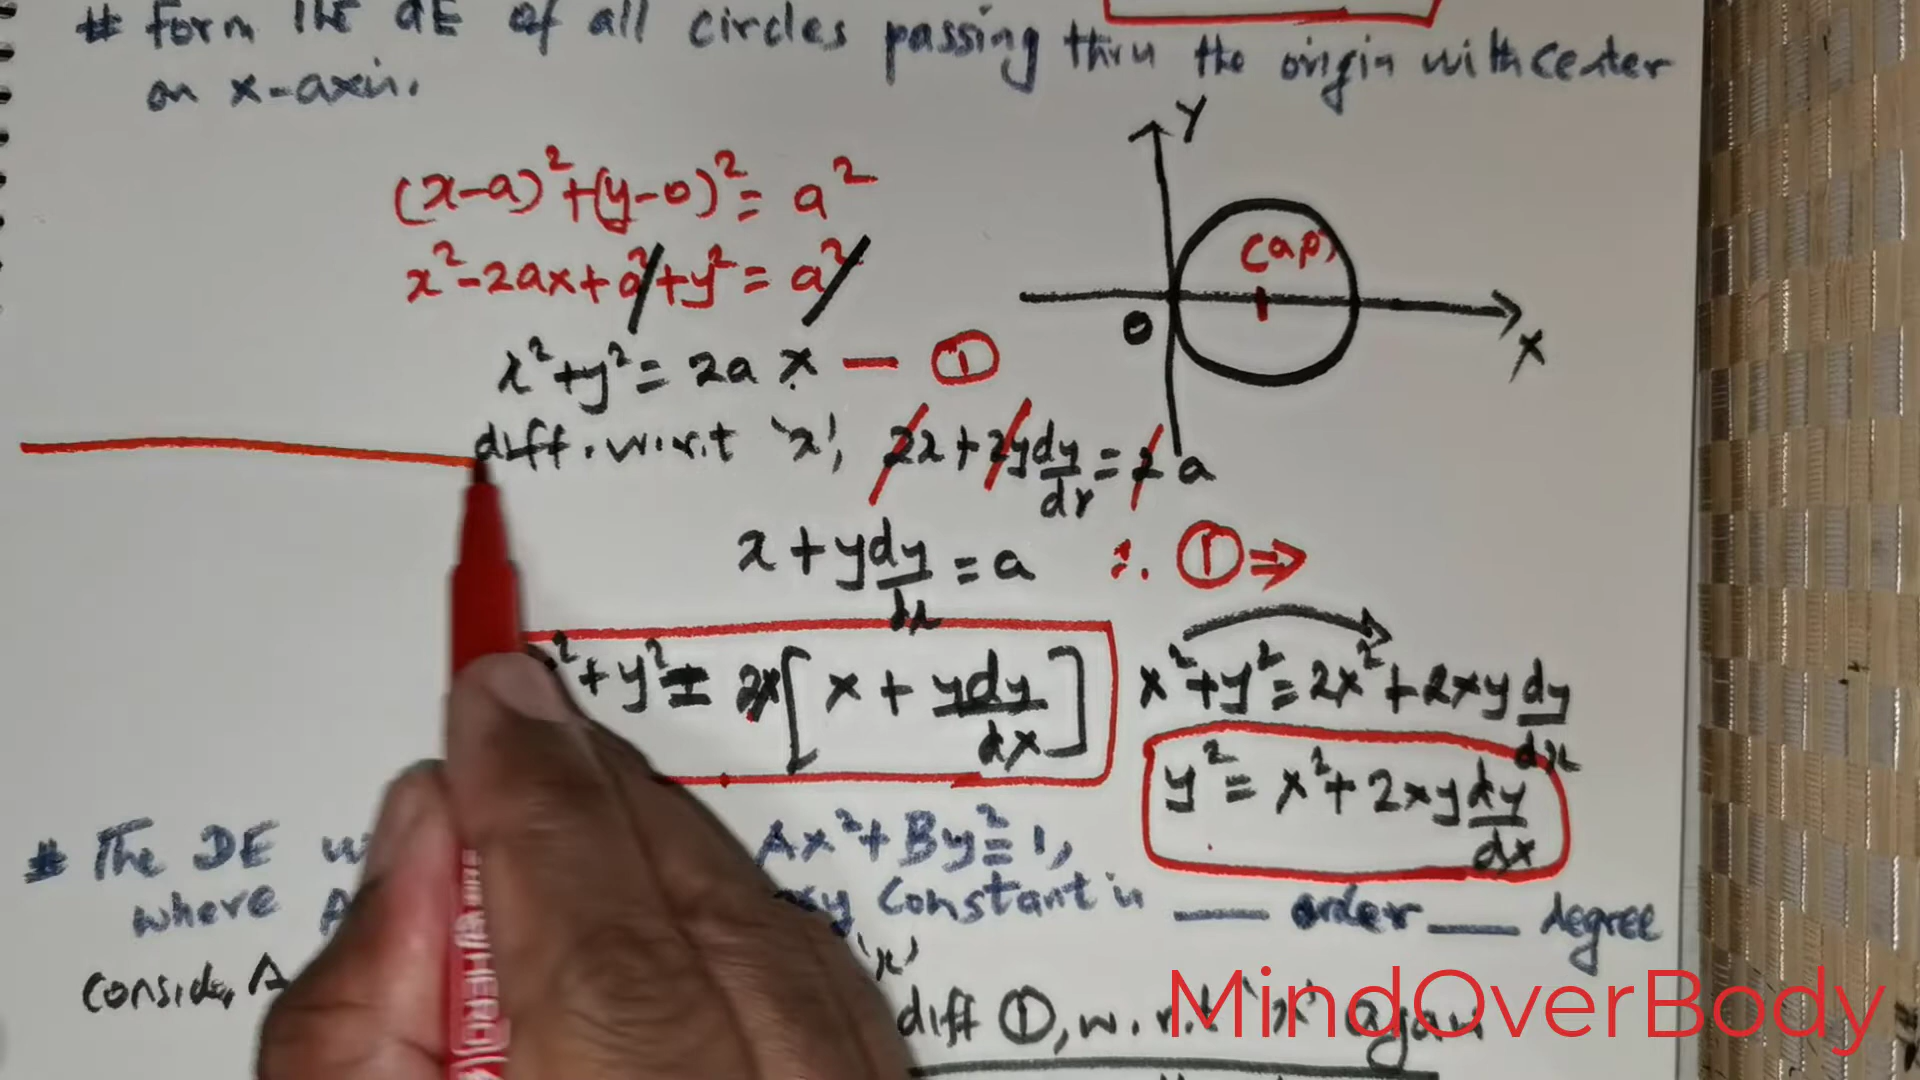 # Form the DE of all circles passing thru the origin with center
on x-axis.
(x-a)²+(y-0)² = a²
x²-2ax+a²+y² = a²
x²+y² = 2ax — ①
diff. w.r.t 'x', 2x+2y dy/dx = 2a
x + y dy/dx = a ∴ ① ⇒
x²+y² = 2x[x + y dy/dx]
x²+y² = 2x²+2xy dy/dx
y² = x²+2xy dy/dx
Y
O
X
# The DE
Ax²+By² = 1,
where A
constant is ___ order ___ degree
Consider A
'x'
diff ①, w.r.t 'x' again
MindOverBody